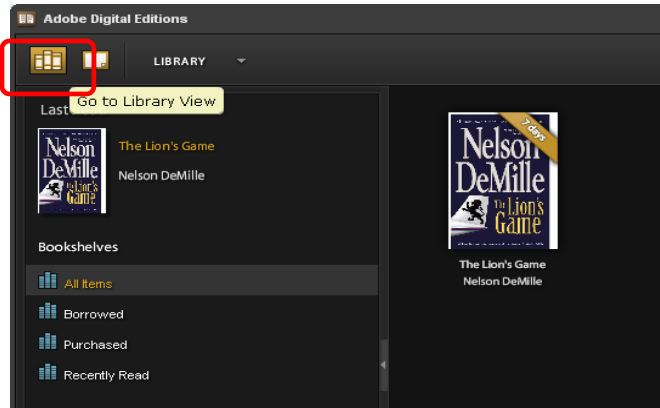 Adobe Digital Editions
LIBRARY
Go to Library View
Last
Nelson
DeMille
The Lion's
Game
The Lion's Game
Nelson DeMille
Bookshelves
All Items
Borrowed
Purchased
Recently Read
7 days
Nelson
DeMille
The Lion's
Game
The Lion's Game
Nelson DeMille